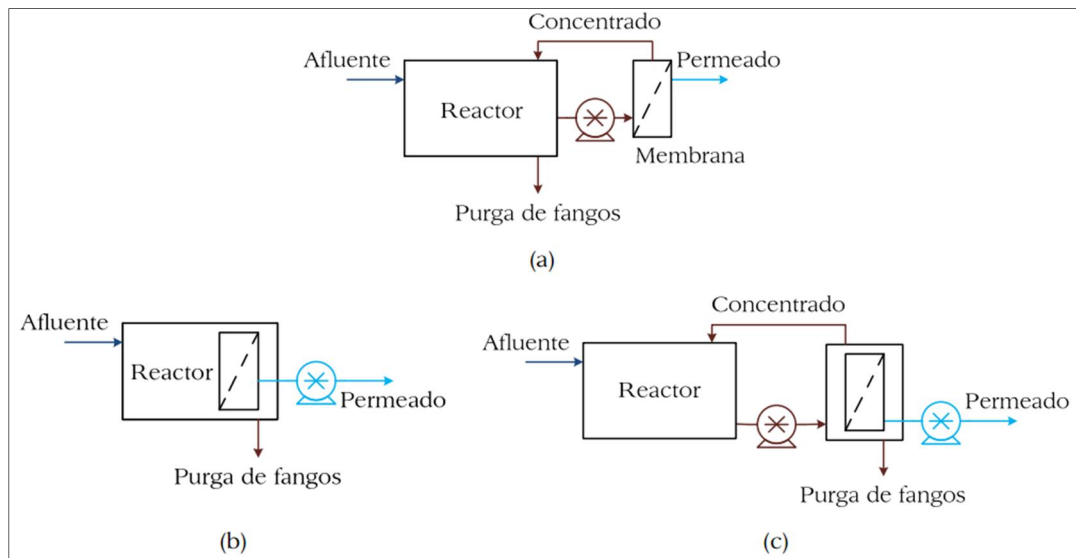 Concentrado
Afluente
Permeado
Reactor
Membrana
Purga de fangos
(a)
Afluente
Reactor
Permeado
Purga de fangos
(b)
Concentrado
Afluente
Reactor
Permeado
Purga de fangos
(c)